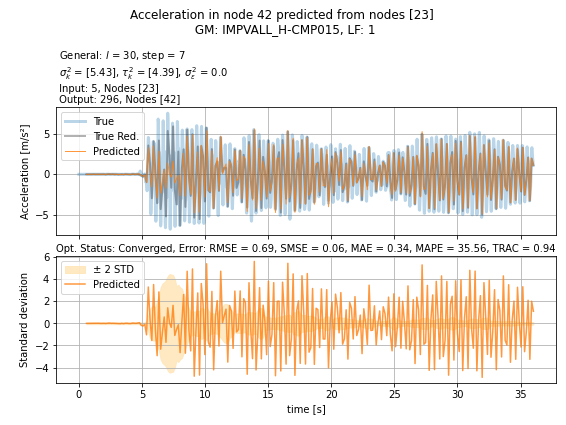 Acceleration in node 42 predicted from nodes [23]
GM: IMPVALL_H-CMP015, LF: 1
General: l = 30, step = 7
σ²ₖ = [5.43], τ²ₖ = [4.39], σ²ε = 0.0
Input: 5, Nodes [23]
Output: 296, Nodes [42]
Acceleration [m/s²]
5
0
−5
True
True Red.
Predicted
Opt. Status: Converged, Error: RMSE = 0.69, SMSE = 0.06, MAE = 0.34, MAPE = 35.56, TRAC = 0.94
Standard deviation
6
4
2
0
−2
−4
± 2 STD
Predicted
0 5 10 15 20 25 30 35
time [s]